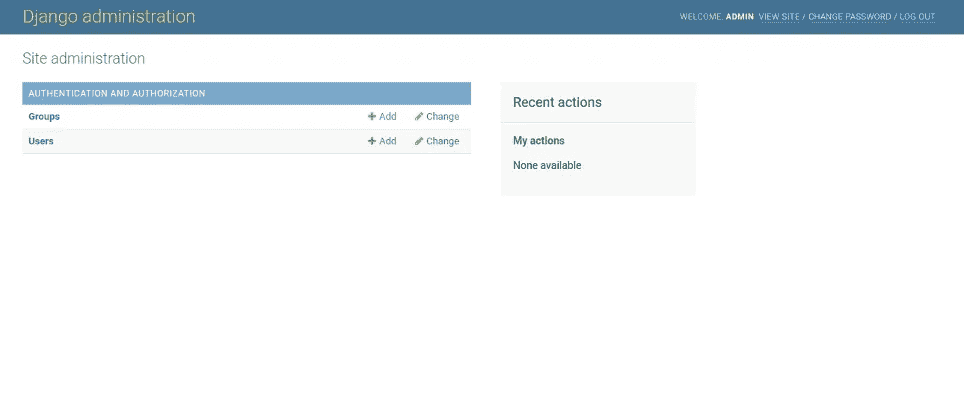 Django administration
WELCOME, ADMIN VIEW SITE / CHANGE PASSWORD / LOG OUT
Site administration
AUTHENTICATION AND AUTHORIZATION
Groups Add Change
Users Add Change
Recent actions
My actions
None available